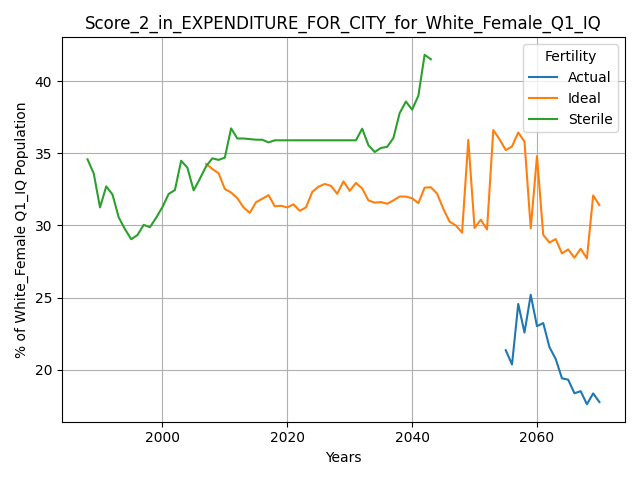 Score_2_in_EXPENDITURE_FOR_CITY_for_White_Female_Q1_IQ
Fertility
Actual
Ideal
Sterile
% of White_Female Q1_IQ Population
40
35
30
25
20
2000
2020
2040
2060
Years